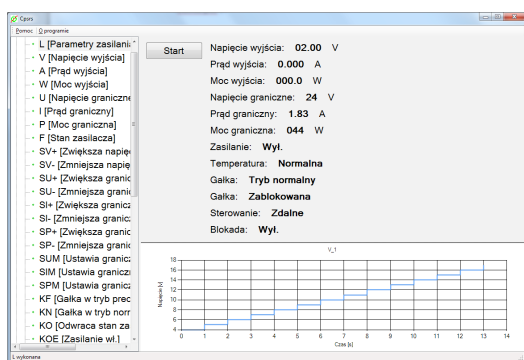 Cpsrs
Pomoc O programie
L [Parametry zasilania
V [Napięcie wyjścia]
A [Prąd wyjścia]
W [Moc wyjścia]
U [Napięcie graniczne
I [Prąd graniczny]
P [Moc graniczna]
F [Stan zasilacza]
SV+ [Zwiększa napię
SV- [Zmniejsza napię
SU+ [Zwiększa granic
SU- [Zmniejsza granic
SI+ [Zwiększa granic
SI- [Zmniejsza granic
SP+ [Zwiększa granic
SP- [Zmniejsza granic
SUM [Ustawia granicz
SIM [Ustawia granicz
SPM [Ustawia granicz
KF [Gałka w tryb prec
KN [Gałka w tryb norm
KO [Odwraca stan za
KOE [Zasilanie wł.]
Start
Napięcie wyjścia: 02.00 V
Prąd wyjścia: 0.000 A
Moc wyjścia: 000.0 W
Napięcie graniczne: 24 V
Prąd graniczny: 1.83 A
Moc graniczna: 044 W
Zasilanie: Wył.
Temperatura: Normalna
Gałka: Tryb normalny
Gałka: Zablokowana
Sterowanie: Zdalne
Blokada: Wył.
V_1
Napięcie [V]
18
16
14
12
10
8
6
4
0 1 2 3 4 5 6 7 8 9 10 11 12 13 14
Czas [s]
L wykonana